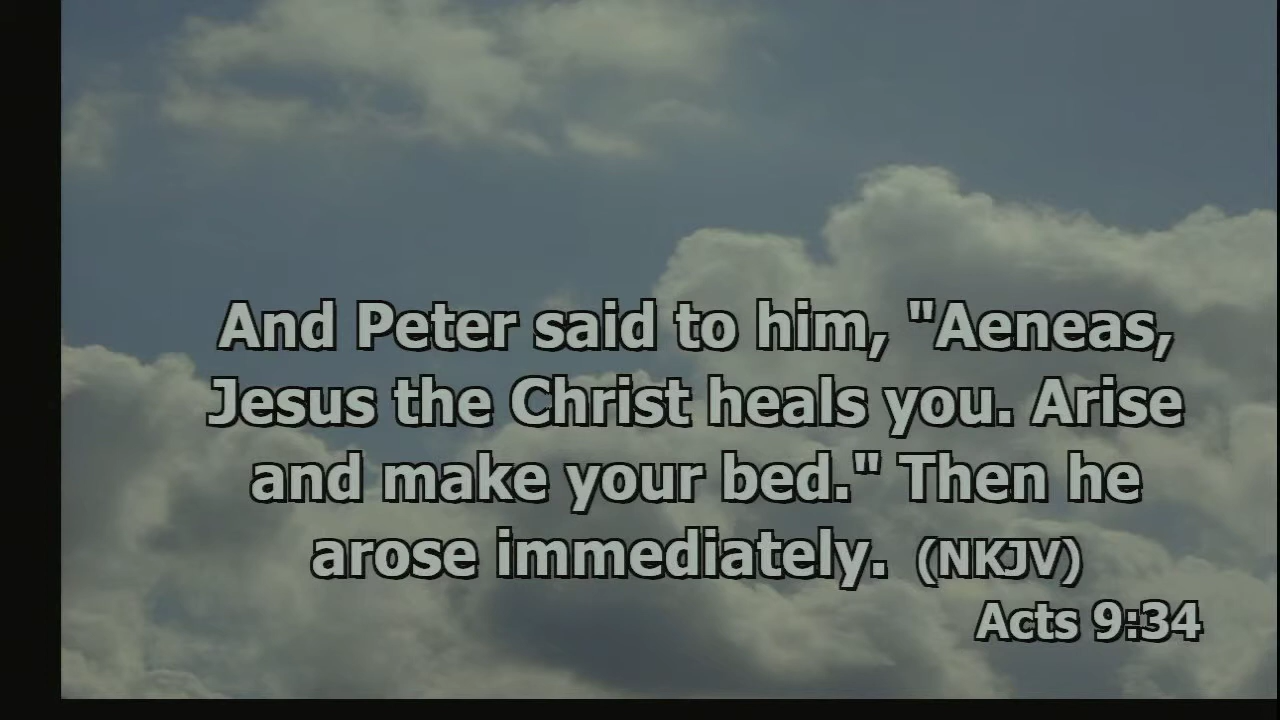 And Peter said to him, "Aeneas,
Jesus the Christ heals you. Arise
and make your bed." Then he
arose immediately. (NKJV)
Acts 9:34